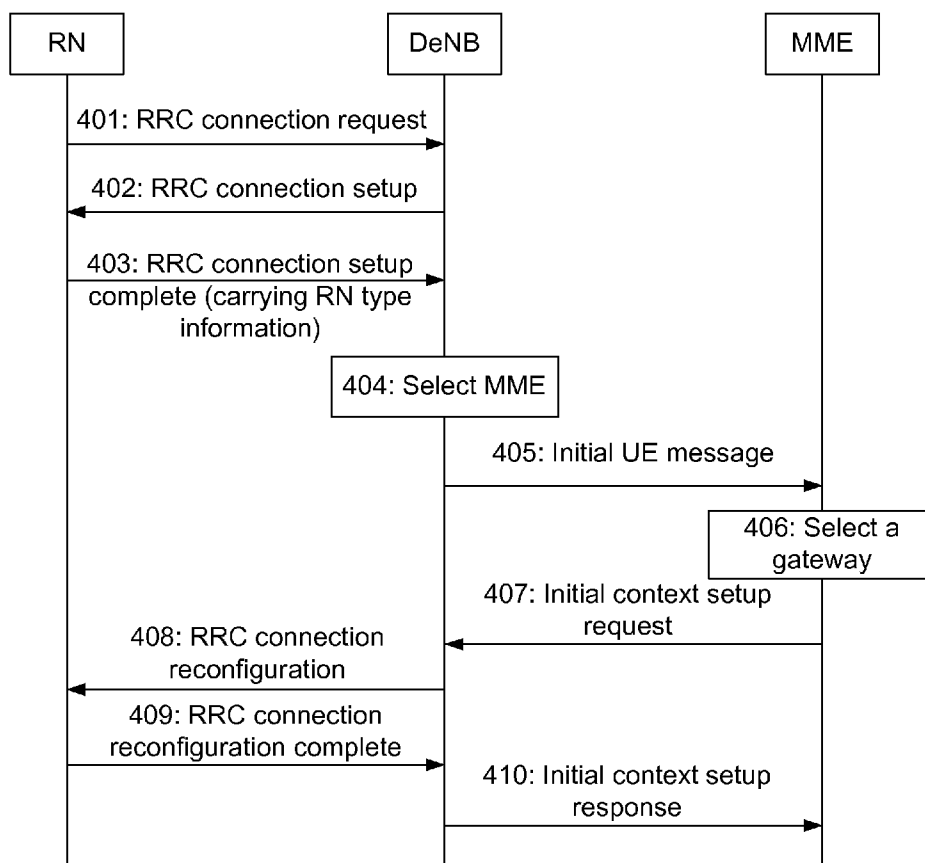 RN
DeNB
MME
401: RRC connection request
402: RRC connection setup
403: RRC connection setup
complete (carrying RN type
information)
404: Select MME
405: Initial UE message
406: Select a
gateway
407: Initial context setup
request
408: RRC connection
reconfiguration
409: RRC connection
reconfiguration complete
410: Initial context setup
response